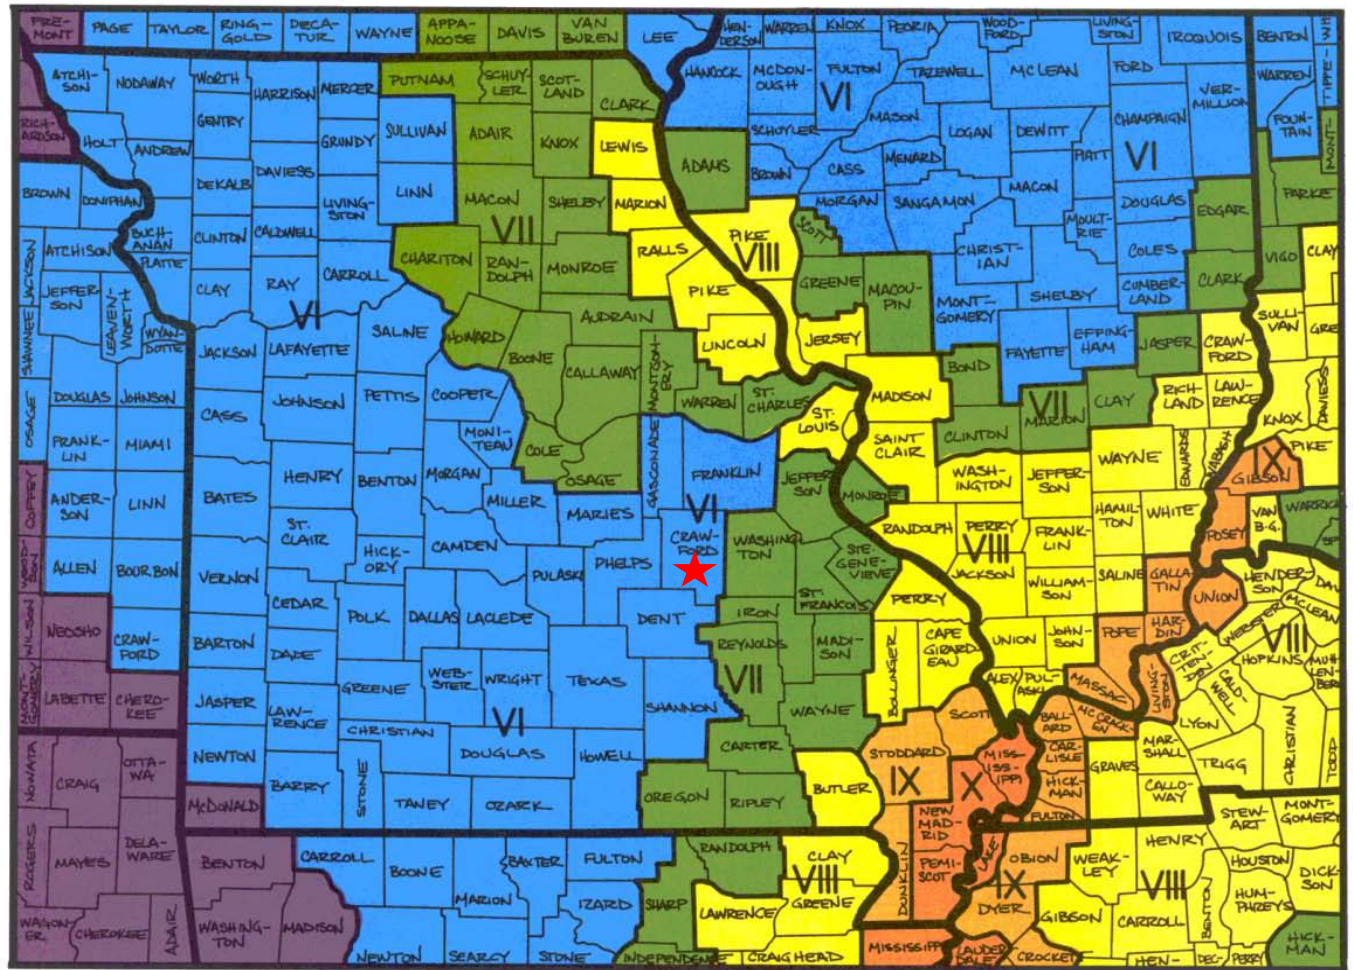 FRE-
MONT
PAGE
TAYLOR
RING-
GOLD
DECA-
TUR
WAYNE
APPA-
NOOSE
DAVIS
VAN
BUREN
LEE
HEN-
DERSON
WARREN
KNOX
PEORIA
WOOD-
FORD
LIVING-
STON
IROQUOIS
BENTON
TIPPE-
ATCHI-
SON
NODAWAY
WORTH
HARRISON
MERCER
PUTNAM
SCHUY-
LER
SCOT-
LAND
CLARK
HANCOCK
MCDON-
OUGH
FULTON
VI
TAZEWELL
MCLEAN
FORD
VER-
MILLION
WARREN
FOUN-
TAIN
MONT-
RICH-
ARDSON
HOLT
ANDREW
GENTRY
GRUNDY
SULLIVAN
ADAIR
KNOX
LEWIS
ADAMS
SCHUYLER
MASON
LOGAN
DEWITT
CHAMPAIGN
VI
PIATT
BROWN
DONIPHAN
DEKALB
DAVIESS
LIVING-
STON
LINN
MACON
VII
SHELBY
MARION
BROWN
CASS
MENARD
MACON
MORGAN
SANGAMON
DOUGLAS
EDGAR
PARKE
MOULT-
RIE
JACKSON
ATCHISON
BUCH-
ANAN
PLATTE
CLINTON
CALDWELL
CARROLL
CHARITON
RAN-
DOLPH
MONROE
RALLS
PIKE
VIII
SCOTT
GREENE
MACOU-
PIN
CHRIST-
IAN
COLES
CLARK
VIGO
CLAY
JEFFER-
SON
LEAVEN-
WORTH
CLAY
RAY
VI
PIKE
MONT-
GOMERY
SHELBY
CUMBER-
LAND
SULLI-
VAN
GRE
SHAWNEE
WYAN-
DOTTE
JACKSON
LAFAYETTE
SALINE
HOWARD
AUDRAIN
BOONE
CALLAWAY
MONTGOM-
ERY
LINCOLN
JERSEY
BOND
FAYETTE
EFFING-
HAM
JASPER
CRAW-
FORD
OSAGE
DOUGLAS
JOHNSON
CASS
JOHNSON
PETTIS
COOPER
MONI-
TEAU
COLE
OSAGE
WARREN
ST.
CHARLES
ST.
LOUIS
MADISON
SAINT
CLAIR
CLINTON
VII
MARION
CLAY
RICH-
LAND
LAW-
RENCE
KNOX
DAVIESS
FRANK-
LIN
MIAMI
BATES
HENRY
BENTON
MORGAN
MILLER
MARIES
GASCONADE
FRANKLIN
VI
JEFFER-
SON
MONROE
WASH-
INGTON
JEFFER-
SON
WAYNE
EDWARDS
WABASH
IX
GIBSON
PIKE
COFFEY
ANDER-
SON
LINN
ST.
CLAIR
HICK-
ORY
CAMDEN
PULASKI
PHELPS
CRAW-
FORD
WASHING
TON
STE.
GENE-
VIEVE
RANDOLPH
PERRY
VIII
FRANK-
LIN
HAMIL-
TON
WHITE
POSEY
VAN
B.G.
WARRICK
SP
WOOD-
SON
ALLEN
BOURBON
VERNON
CEDAR
POLK
DALLAS
LACLEDE
DENT
IRON
ST.
FRANCOIS
PERRY
JACKSON
WILLIAM-
SON
SALINE
GALLA-
TIN
UNION
HENDER-
SON
DAV
WEBSTER
MCLEAN
WILSON
NEOSHO
CRAW-
FORD
BARTON
DADE
REYNOLDS
VII
MADI-
SON
BOLLINGER
CAPE
GIRARD-
EAU
UNION
JOHN-
SON
POPE
HAR-
DIN
CRIT-
TEN-
DEN
VIII
HOPKINS
MUH-
LEN-
BERG
MONT-
GOMERY
LABETTE
CHERO-
KEE
JASPER
LAW-
RENCE
GREENE
WEB-
STER
WRIGHT
TEXAS
SHANNON
WAYNE
ALEX
PUL-
ASKI
MASSAC
LIVING-
STON
CALD-
WELL
LYON
CHRISTIAN
TODD
NOWATA
CRAIG
OTTA-
WA
NEWTON
BARRY
STONE
CHRISTIAN
VI
DOUGLAS
HOWELL
CARTER
STODDARD
IX
SCOTT
MISS-
ISS-
IPPI
X
BALL-
ARD
MCCRACK-
EN
CAR-
LISLE
HICK-
MAN
FULTON
GRAVES
MAR-
SHALL
CALLO-
WAY
TRIGG
MCDONALD
TANEY
OZARK
OREGON
RIPLEY
BUTLER
NEW
MAD-
RID
STEW-
ART
MONT-
GOMERY
ROGERS
MAYES
DELA-
WARE
BENTON
CARROLL
BOONE
MARION
BAXTER
FULTON
RANDOLPH
CLAY
VIII
GREENE
DUNKLIN
PEMI-
SCOT
LAKE
OBION
IX
DYER
WEAK-
LEY
HENRY
VIII
HOUSTON
DICK-
SON
HUM-
PHREYS
WAGON-
ER
CHEROKEE
ADAIR
WASHING-
TON
MADISON
IZARD
SHARP
LAWRENCE
GIBSON
CARROLL
BENTON
HICK-
MAN
NEWTON
SEARCY
STONE
INDEPENDENCE
CRAIGHEAD
MISSISSIPPI
LAUDER-
DALE
CROCKETT
HEN-
DEC-
PERRY